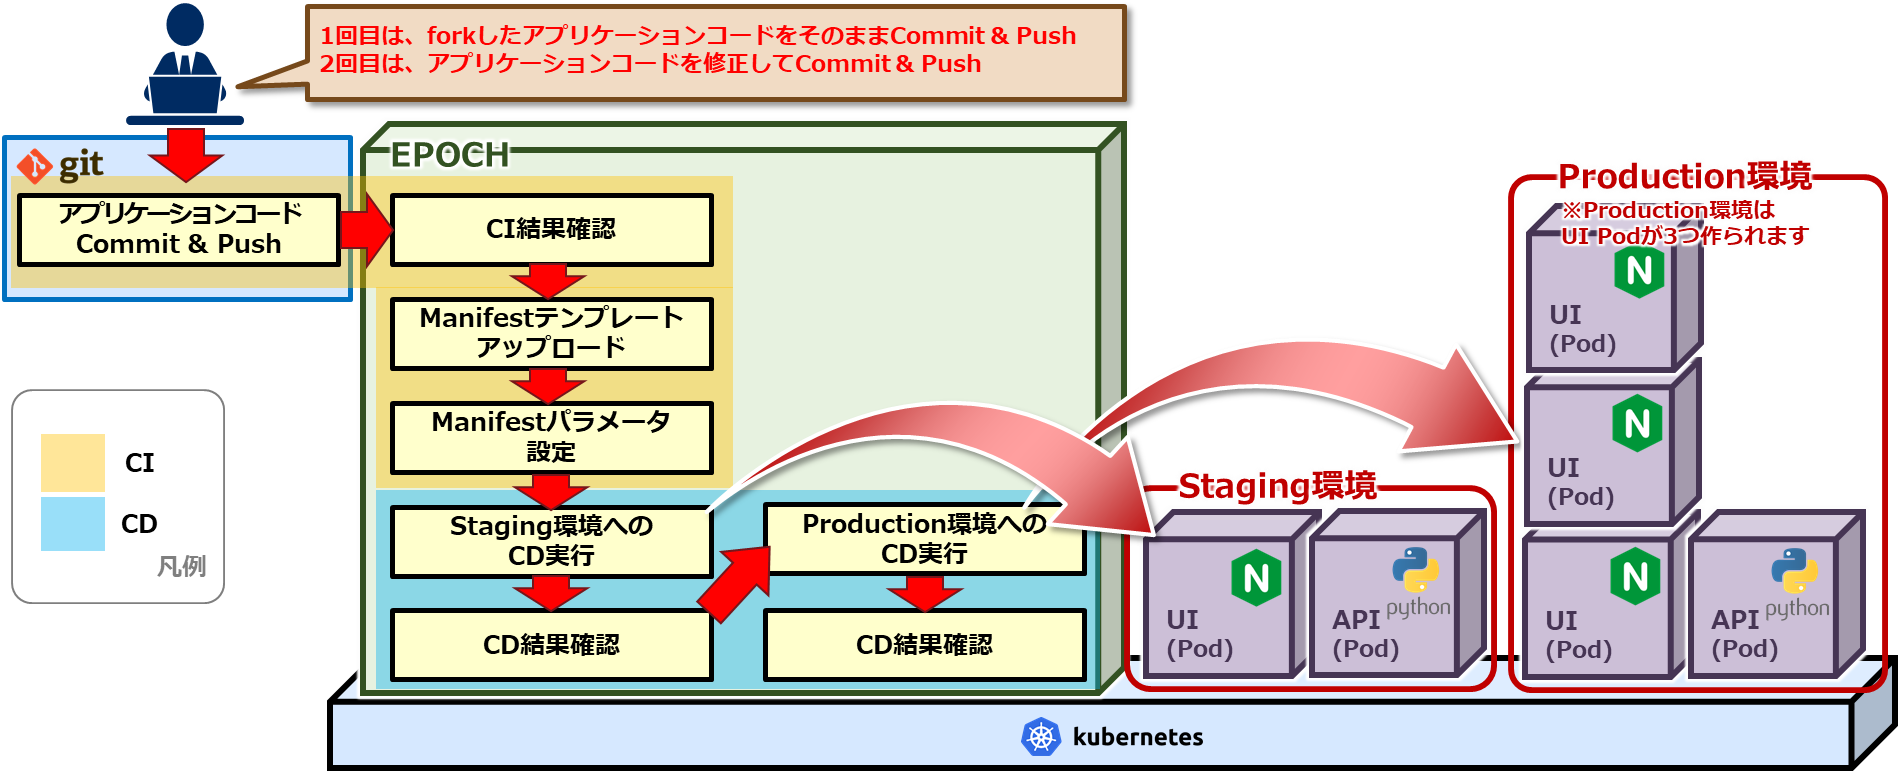 1回目は、forkしたアプリケーションコードをそのままCommit & Push
2回目は、アプリケーションコードを修正してCommit & Push
git
アプリケーションコード
Commit & Push
EPOCH
CI結果確認
Manifestテンプレート
アップロード
Manifestパラメータ
設定
Staging環境への
CD実行
CD結果確認
Production環境への
CD実行
CD結果確認
CI
CD
凡例
Staging環境
UI
(Pod)
API
(Pod)
python
Production環境
※Production環境は
UI Podが3つ作られます
UI
(Pod)
UI
(Pod)
UI
(Pod)
API
(Pod)
python
kubernetes